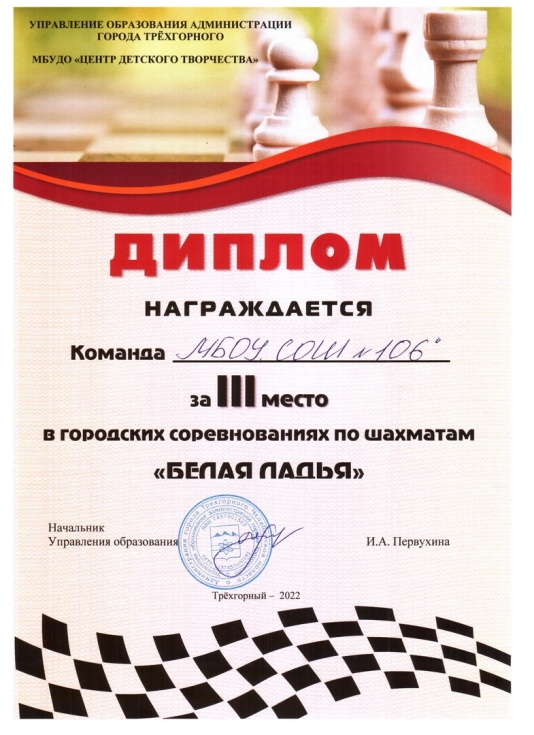 УПРАВЛЕНИЕ ОБРАЗОВАНИЯ АДМИНИСТРАЦИИ
ГОРОДА ТРЁХГОРНОГО
МБУДО «ЦЕНТР ДЕТСКОГО ТВОРЧЕСТВА»
ДИПЛОМ
НАГРАЖДАЕТСЯ
Команда МБОУ СОШ №106"
за III место
в городских соревнованиях по шахматам
«БЕЛАЯ ЛАДЬЯ»
Начальник
Управления образования И.А. Первухина
Трёхгорный – 2022